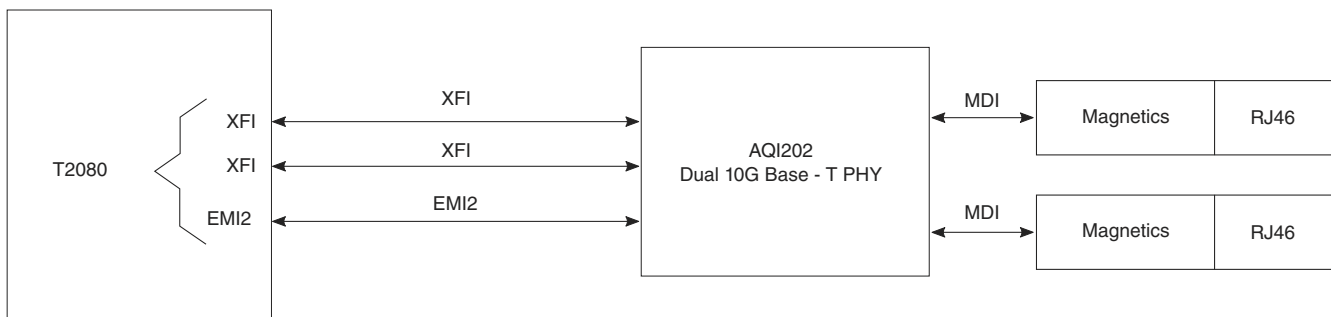 T2080
XFI
XFI
EMI2
XFI
XFI
EMI2
AQI202
Dual 10G Base - T PHY
MDI
Magnetics
RJ46
MDI
Magnetics
RJ46